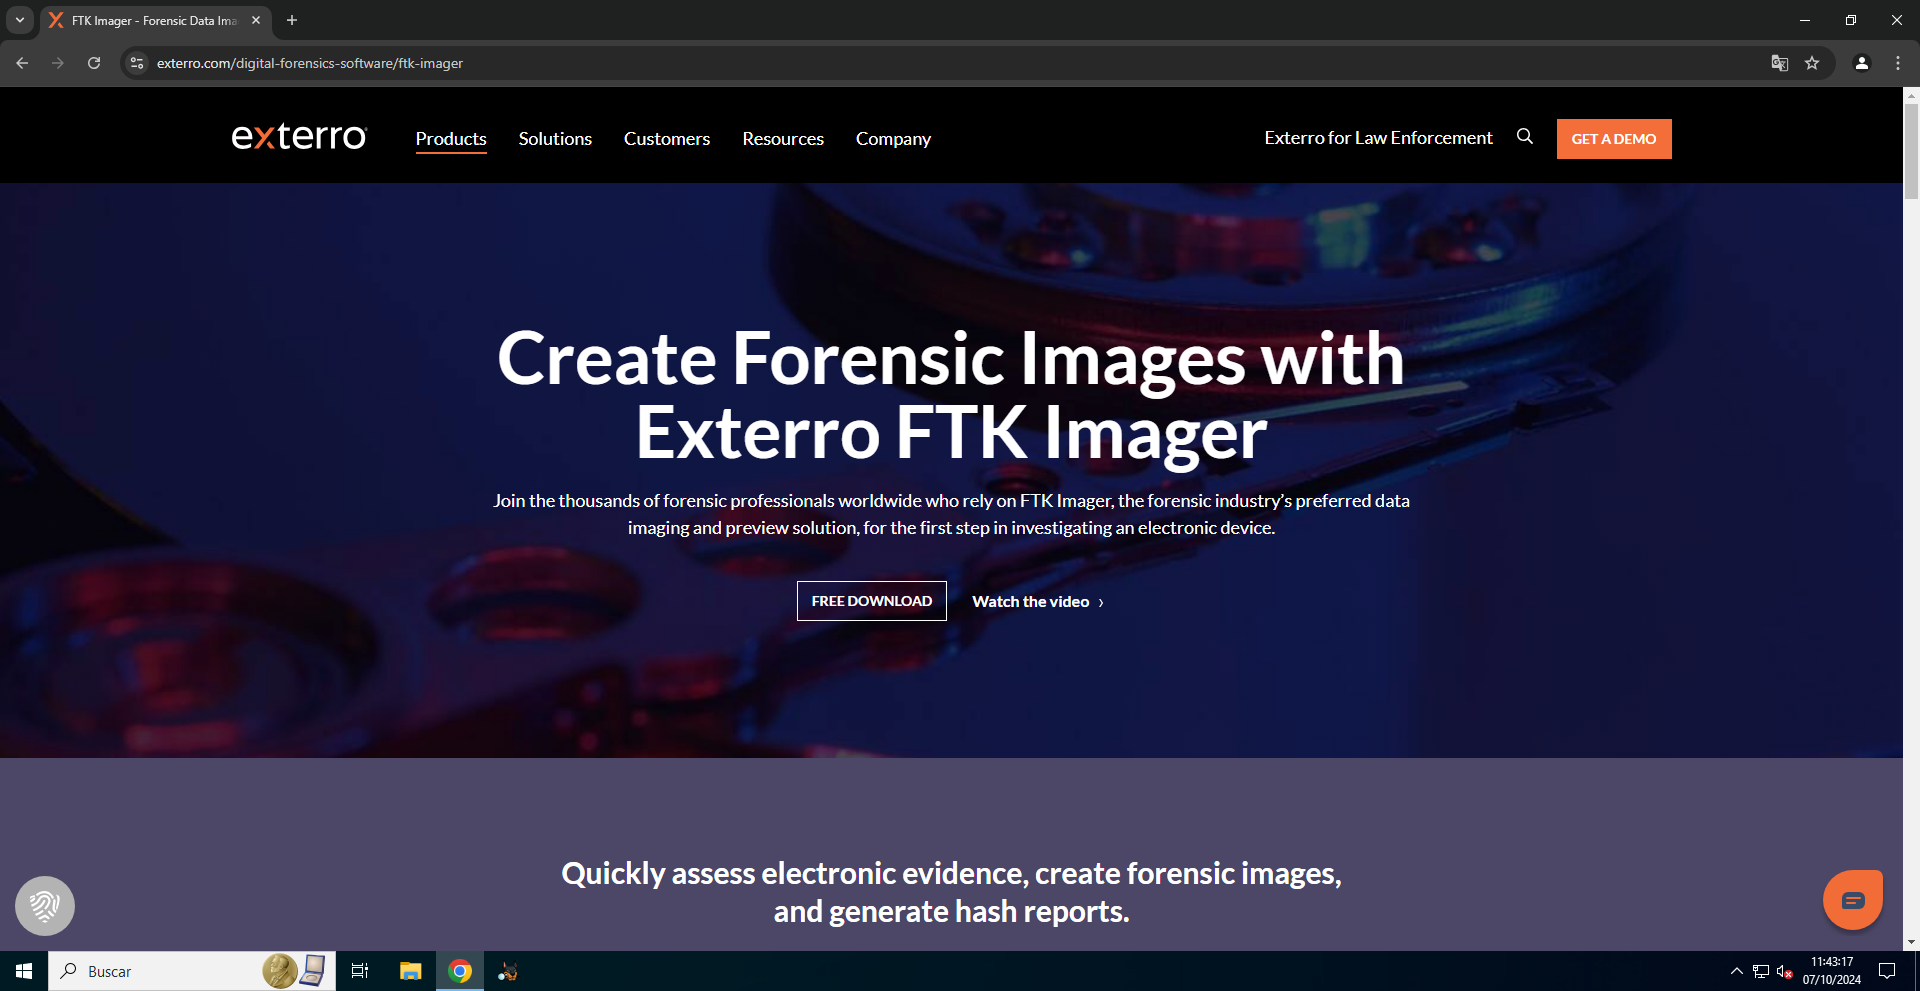 FTK Imager - Forensic Data Ima
exterro.com/digital-forensics-software/ftk-imager
exterro
Products
Solutions
Customers
Resources
Company
Exterro for Law Enforcement
GET A DEMO
Create Forensic Images with
Exterro FTK Imager
Join the thousands of forensic professionals worldwide who rely on FTK Imager, the forensic industry’s preferred data
imaging and preview solution, for the first step in investigating an electronic device.
FREE DOWNLOAD
Watch the video ›
Quickly assess electronic evidence, create forensic images,
and generate hash reports.
Buscar
11:43:17
07/10/2024